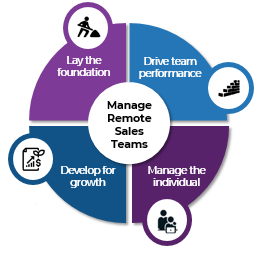 Lay the
foundation
Drive team
performance
Manage
Remote
Sales
Teams
Develop for
growth
Manage the
individual